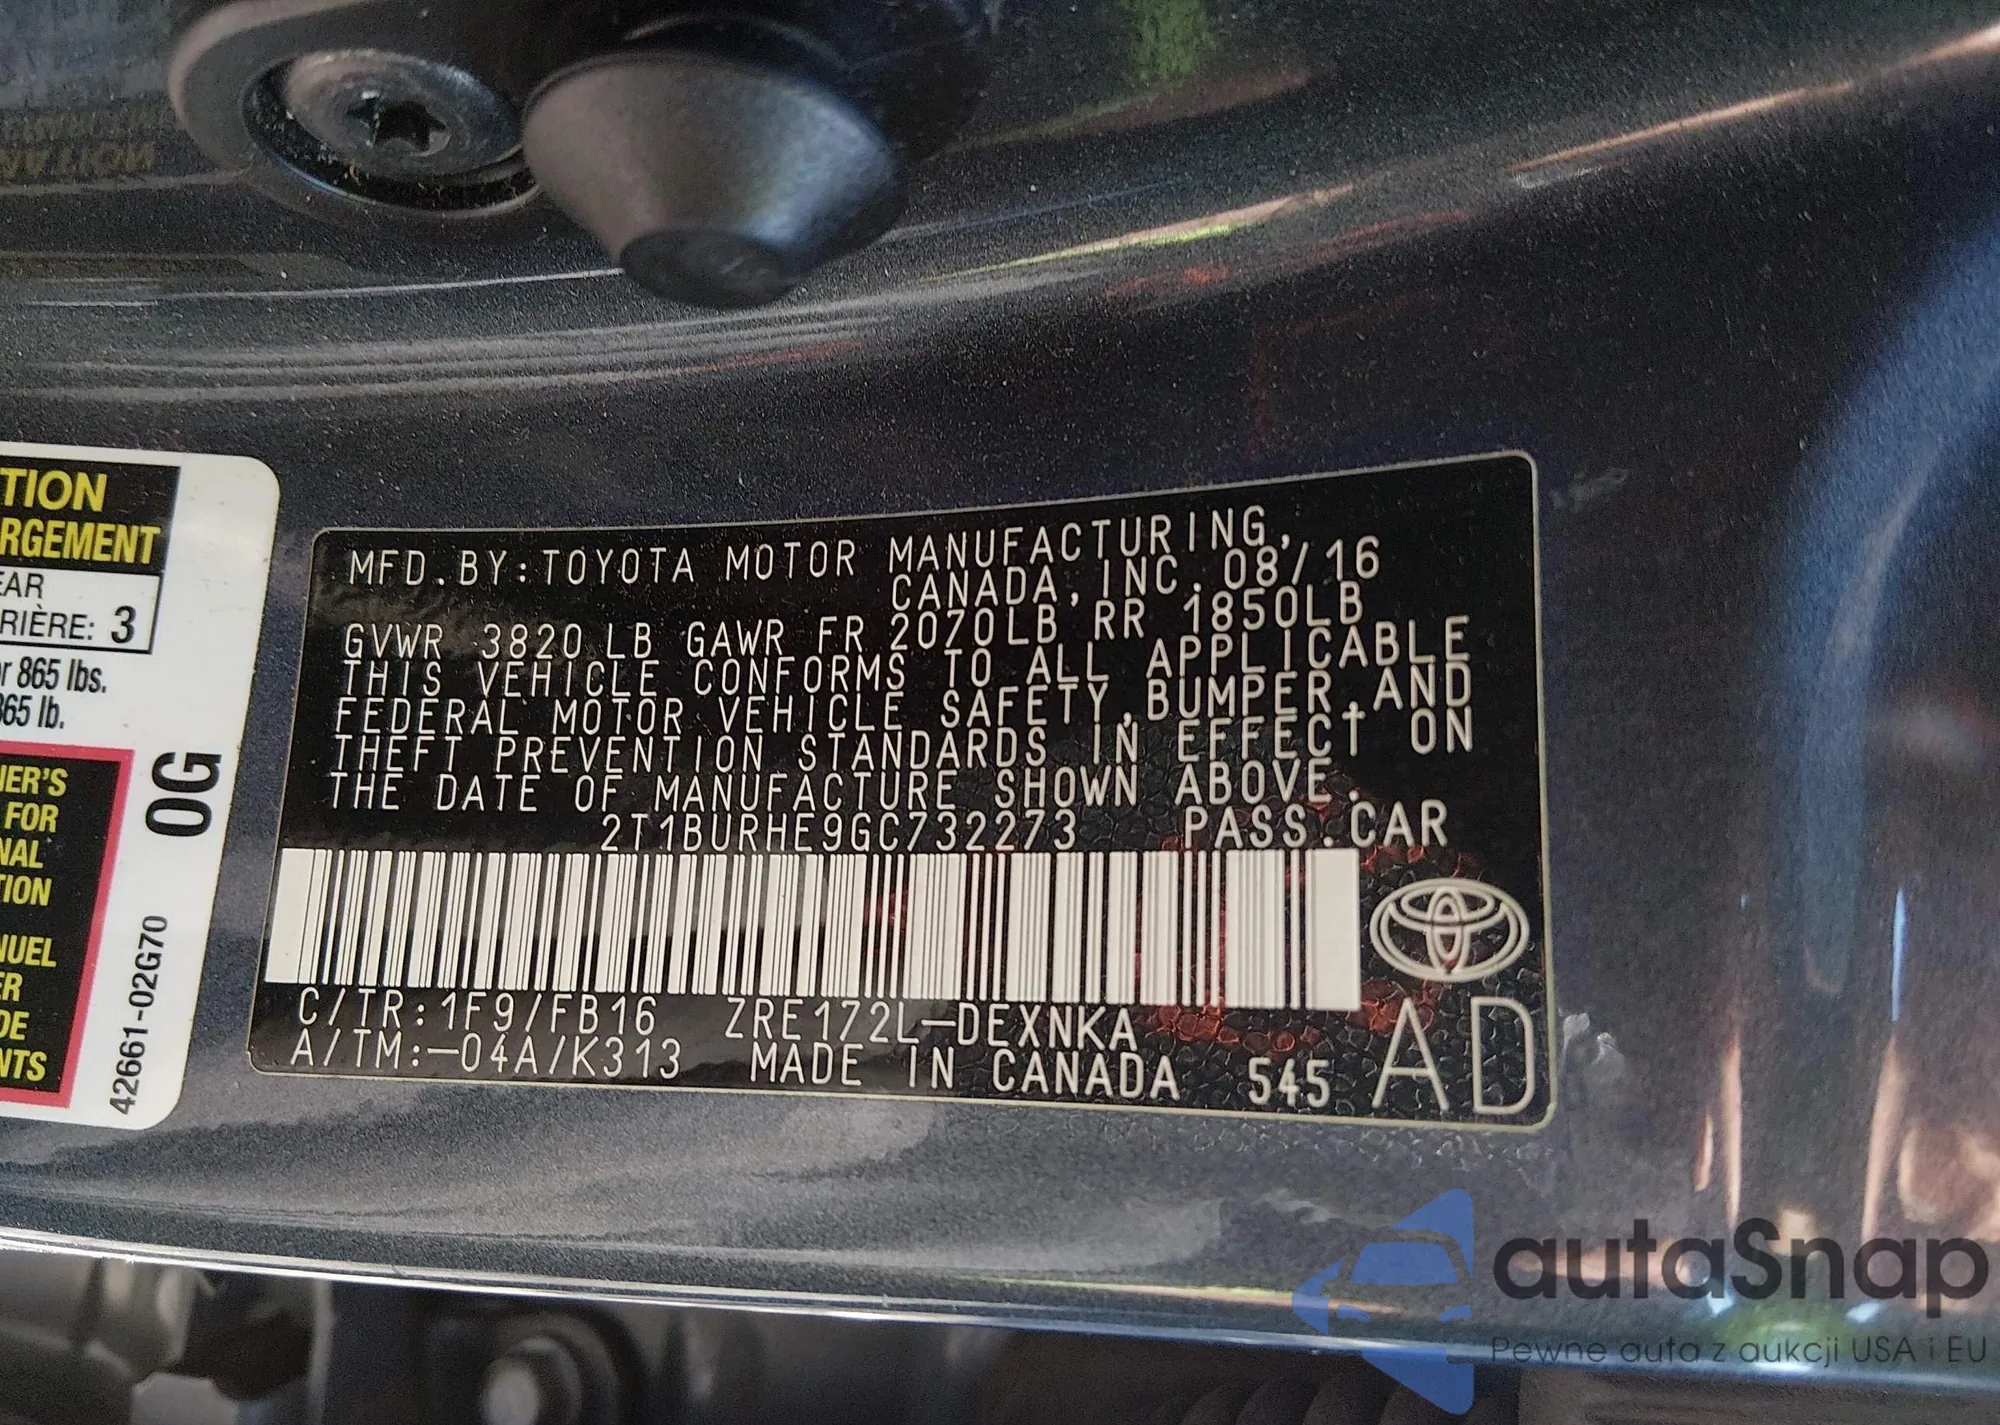 TION
RGEMENT
EAR
RIÈRE: 3
r 865 lbs.
365 lb.
0G
NER'S
FOR
NAL
TION
NUEL
ER
DE
NTS
42661-02G70
MFD.BY:TOYOTA MOTOR MANUFACTURING,
CANADA,INC. 08/16
GVWR 3820 LB GAWR FR 2070LB RR 1850LB
THIS VEHICLE CONFORMS TO ALL APPLICABLE
FEDERAL MOTOR VEHICLE SAFETY,BUMPER,AND
THEFT PREVENTION STANDARDS IN EFFECT ON
THE DATE OF MANUFACTURE SHOWN ABOVE.
2T1BURHE9GC732273 PASS.CAR
C/TR:1F9/FB16 ZRE172L-DEXNKA
A/TM:-04A/K313 MADE IN CANADA 545 AD
autaSnap
Pewne auta z aukcji USA i EU